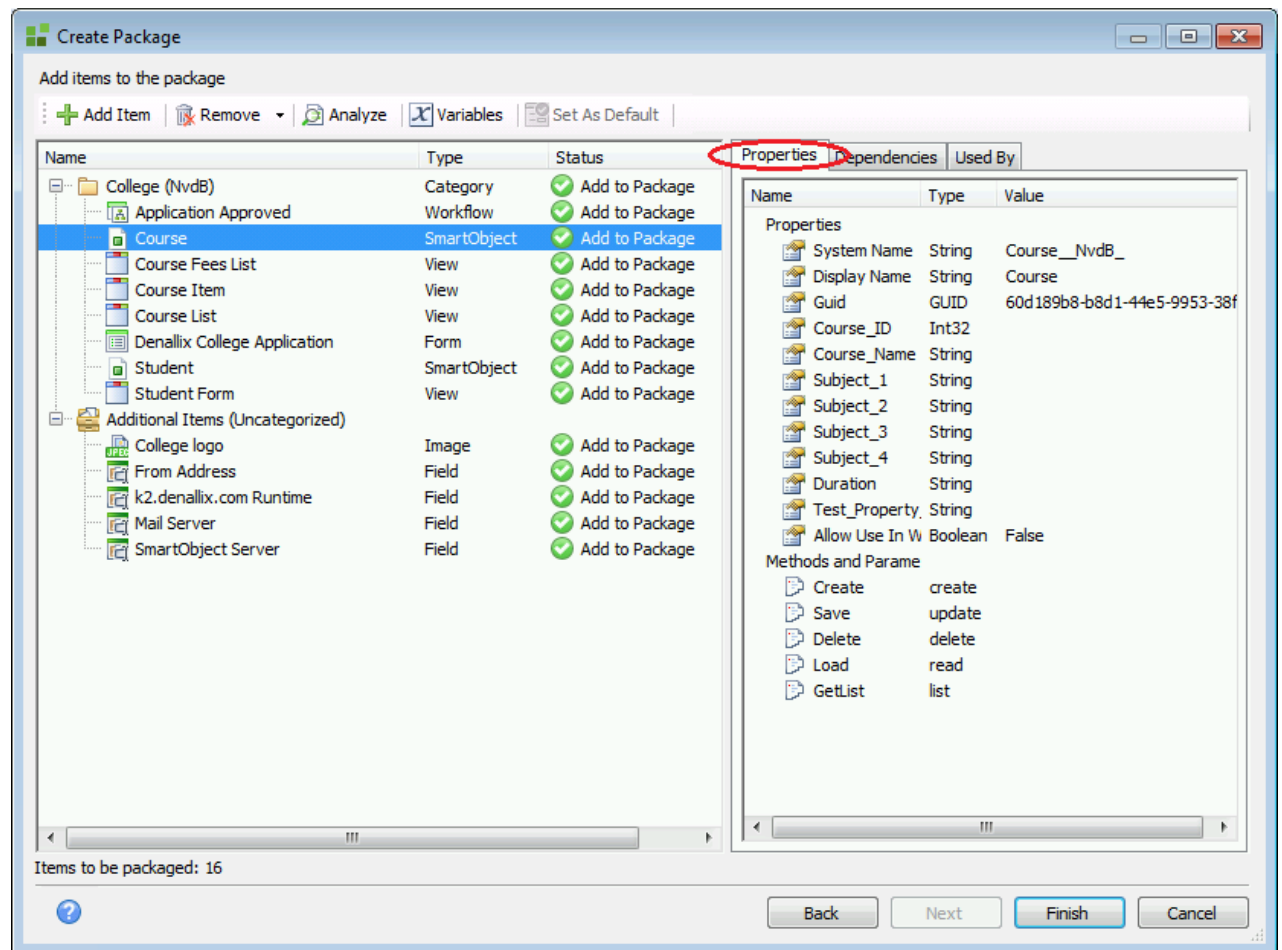 Create Package
Add items to the package
Add Item Remove Analyze Variables Set As Default
Name Type Status
College (NvdB) Category Add to Package
Application Approved Workflow Add to Package
Course SmartObject Add to Package
Course Fees List View Add to Package
Course Item View Add to Package
Course List View Add to Package
Denallix College Application Form Add to Package
Student SmartObject Add to Package
Student Form View Add to Package
Additional Items (Uncategorized)
JPEG College logo Image Add to Package
From Address Field Add to Package
k2.denallix.com Runtime Field Add to Package
Mail Server Field Add to Package
SmartObject Server Field Add to Package
Properties Dependencies Used By
Name Type Value
Properties
System Name String Course__NvdB_
Display Name String Course
Guid GUID 60d189b8-b8d1-44e5-9953-38f
Course_ID Int32
Course_Name String
Subject_1 String
Subject_2 String
Subject_3 String
Subject_4 String
Duration String
Test_Property_ String
Allow Use In W Boolean False
Methods and Parame
Create create
Save update
Delete delete
Load read
GetList list
Items to be packaged: 16
Back Next Finish Cancel